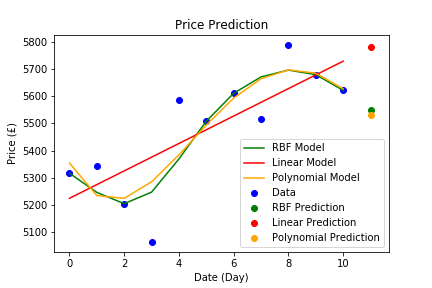 Price Prediction
5800
5700
5600
5500
5400
5300
5200
5100
Price (£)
0 2 4 6 8 10
Date (Day)
RBF Model
Linear Model
Polynomial Model
Data
RBF Prediction
Linear Prediction
Polynomial Prediction